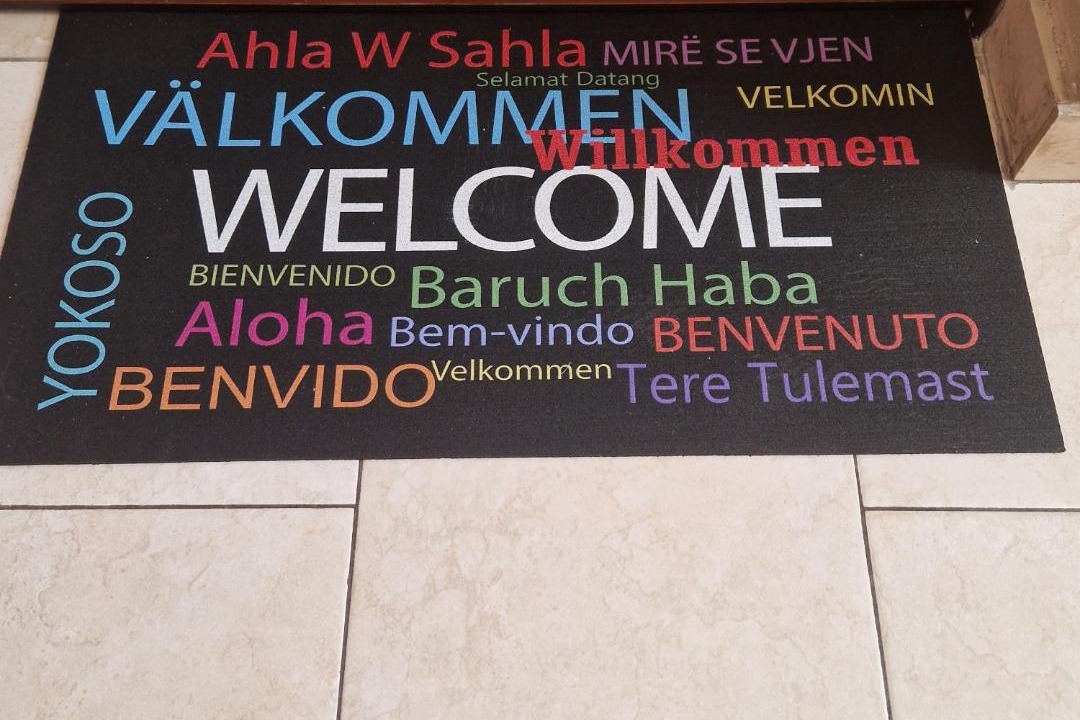 Ahla W Sahla MIRË SE VJEN
Selamat Datang
VÄLKOMMEN VELKOMIN
Willkommen
WELCOME
YOKOSO
BIENVENIDO Baruch Haba
Aloha Bem-vindo BENVENUTO
BENVIDO Velkommen Tere Tulemast